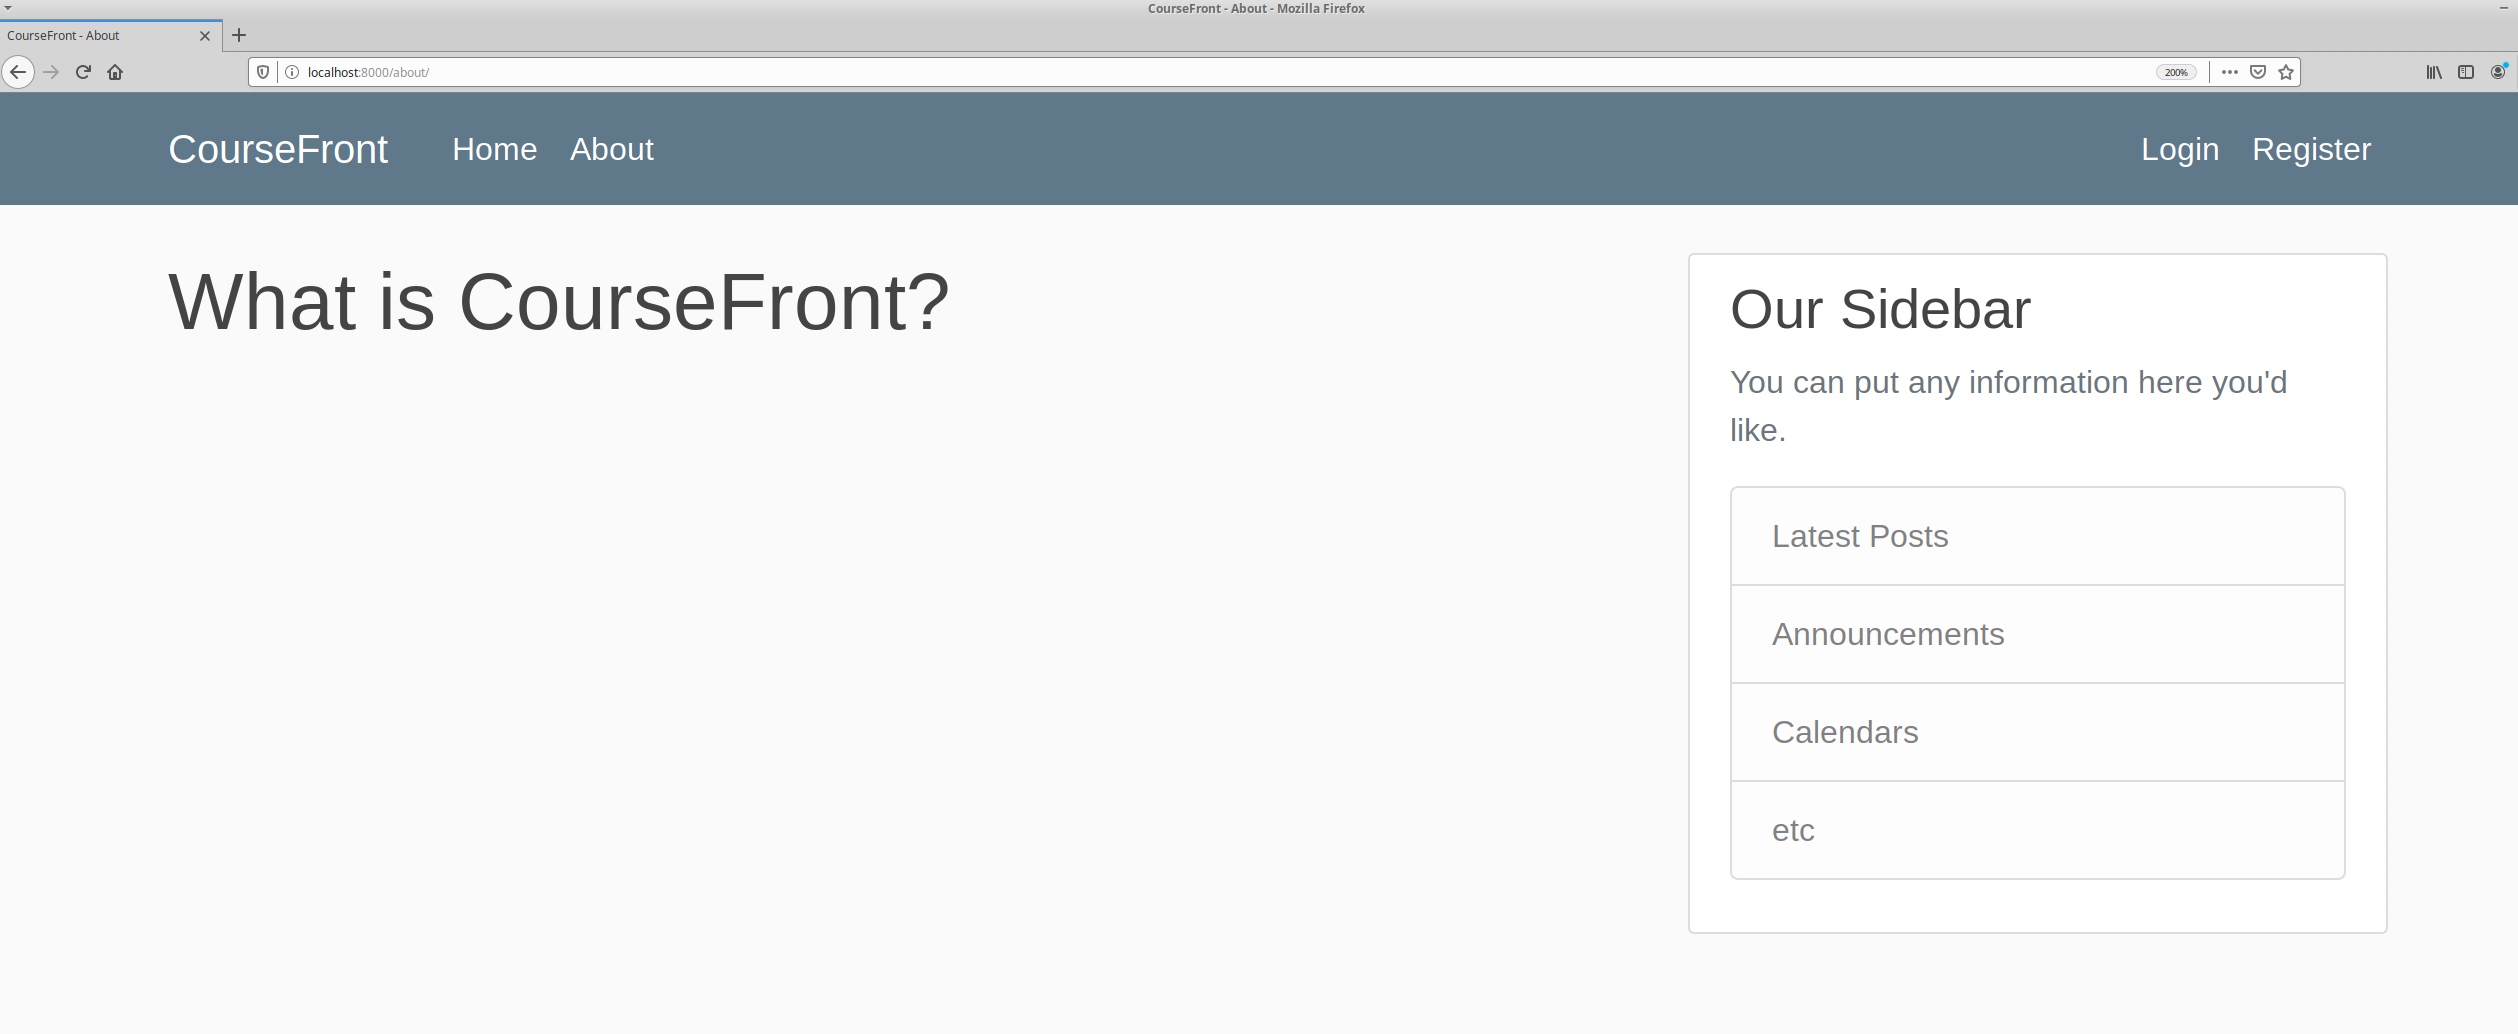 CourseFront - About - Mozilla Firefox
CourseFront - About
localhost:8000/about/
200%
CourseFront Home About Login Register
What is CourseFront?
Our Sidebar
You can put any information here you'd
like.
Latest Posts
Announcements
Calendars
etc